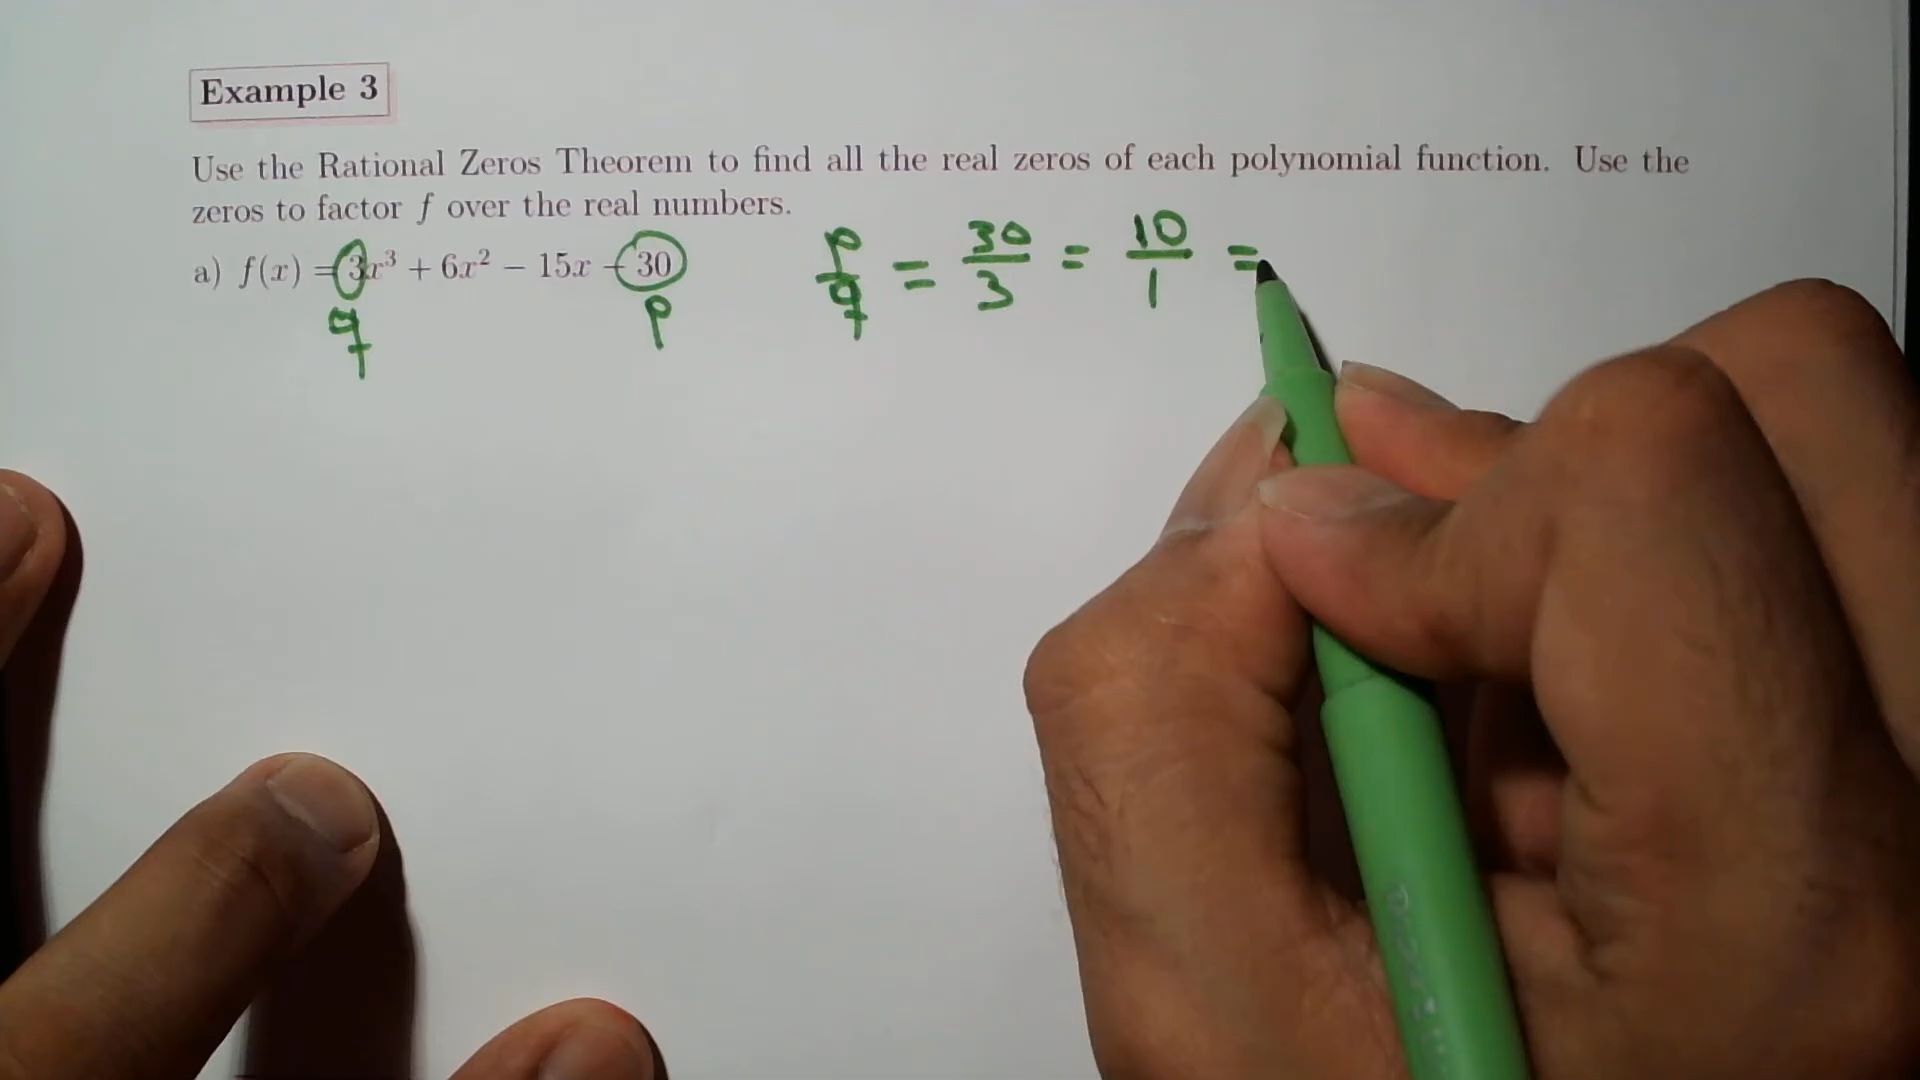 Example 3
Use the Rational Zeros Theorem to find all the real zeros of each polynomial function. Use the
zeros to factor f over the real numbers.
a) f(x) = 3x³ + 6x² − 15x − 30
q
p
p/q = 30/3 = 10/1 =